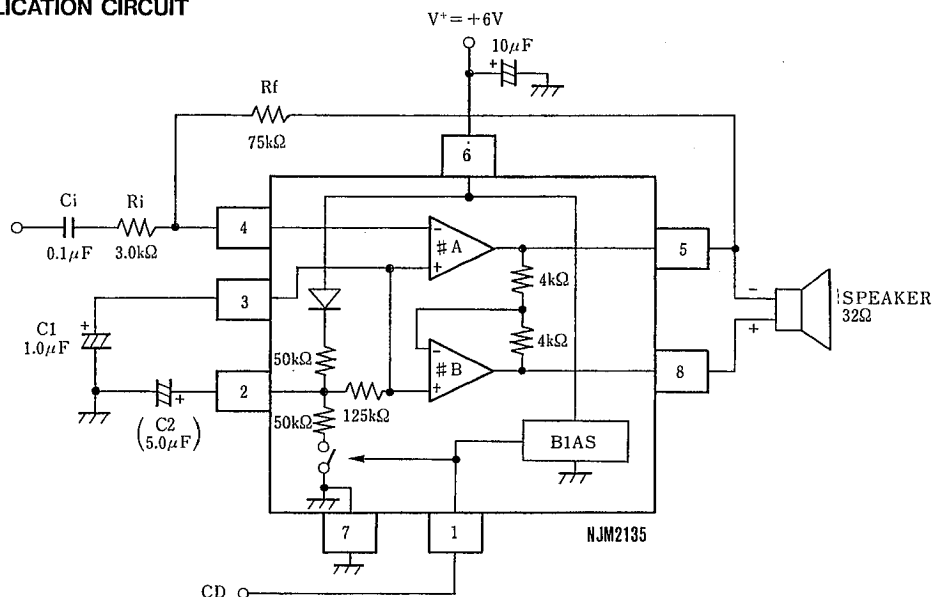 LICATION CIRCUIT
V⁺=+6V
10μF
+
Rf
75kΩ
6
Ci
Ri
0.1μF
3.0kΩ
4
−
#A
+
5
3
4kΩ
−
SPEAKER
32Ω
+
C1
1.0μF
+
50kΩ
4kΩ
−
#B
+
8
2
C2
(5.0μF)
+
50kΩ
125kΩ
B1AS
7
1
NJM2135
CD